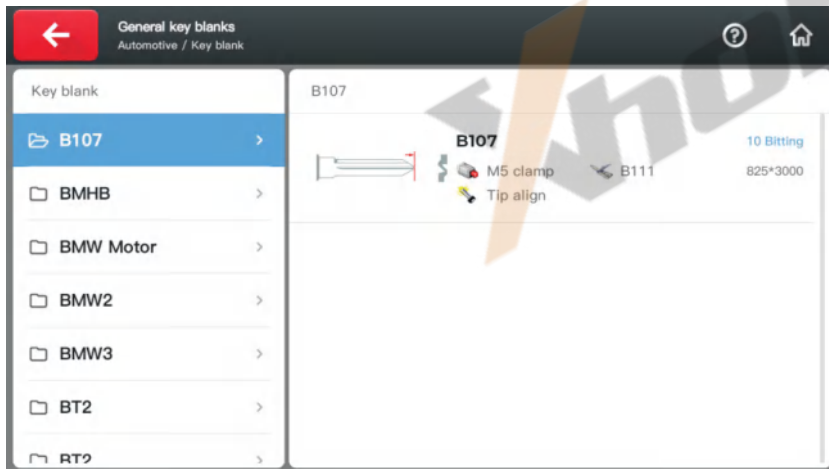 General key blanks
Automotive / Key blank
Key blank
B107
B107
BMHB
BMW Motor
BMW2
BMW3
BT2
BT2
B107
10 Bitting
M5 clamp
B111
825*3000
Tip align